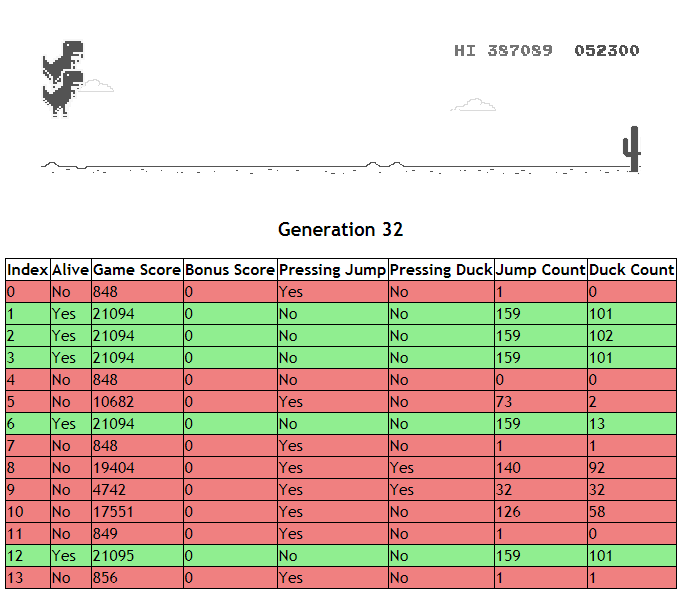 HI 387089 052300
Generation 32
Index Alive Game Score Bonus Score Pressing Jump Pressing Duck Jump Count Duck Count
0 No 848 0 Yes No 1 0
1 Yes 21094 0 No No 159 101
2 Yes 21094 0 No No 159 102
3 Yes 21094 0 No No 159 101
4 No 848 0 No No 0 0
5 No 10682 0 Yes No 73 2
6 Yes 21094 0 No No 159 13
7 No 848 0 Yes No 1 1
8 No 19404 0 Yes Yes 140 92
9 No 4742 0 Yes Yes 32 32
10 No 17551 0 Yes No 126 58
11 No 849 0 Yes No 1 0
12 Yes 21095 0 No No 159 101
13 No 856 0 Yes No 1 1